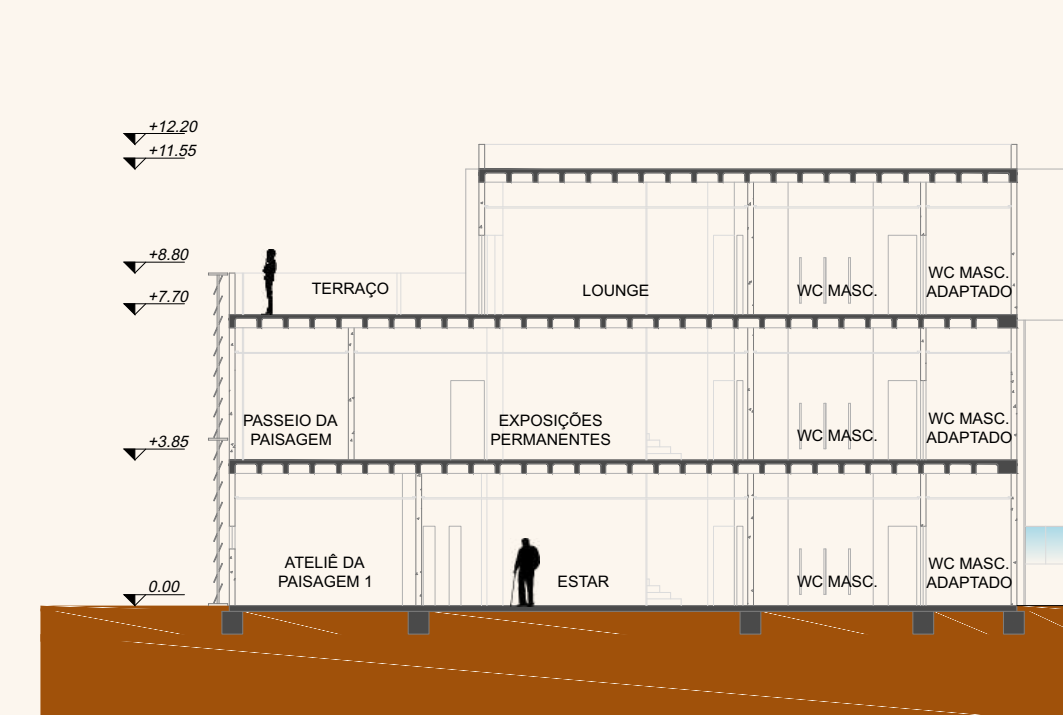 +12.20
+11.55
+8.80
+7.70
+3.85
0.00
TERRAÇO
LOUNGE
WC MASC.
WC MASC.
ADAPTADO
PASSEIO DA
PAISAGEM
EXPOSIÇÕES
PERMANENTES
WC MASC.
WC MASC.
ADAPTADO
ATELIÊ DA
PAISAGEM 1
ESTAR
WC MASC.
WC MASC.
ADAPTADO